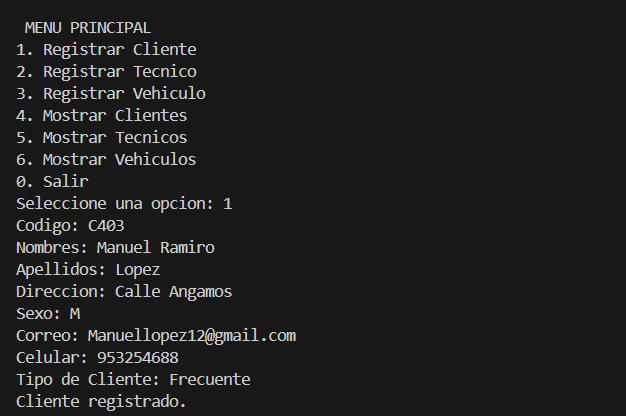 MENU PRINCIPAL
1. Registrar Cliente
2. Registrar Tecnico
3. Registrar Vehiculo
4. Mostrar Clientes
5. Mostrar Tecnicos
6. Mostrar Vehiculos
0. Salir
Seleccione una opcion: 1
Codigo: C403
Nombres: Manuel Ramiro
Apellidos: Lopez
Direccion: Calle Angamos
Sexo: M
Correo: Manuellopez12@gmail.com
Celular: 953254688
Tipo de Cliente: Frecuente
Cliente registrado.